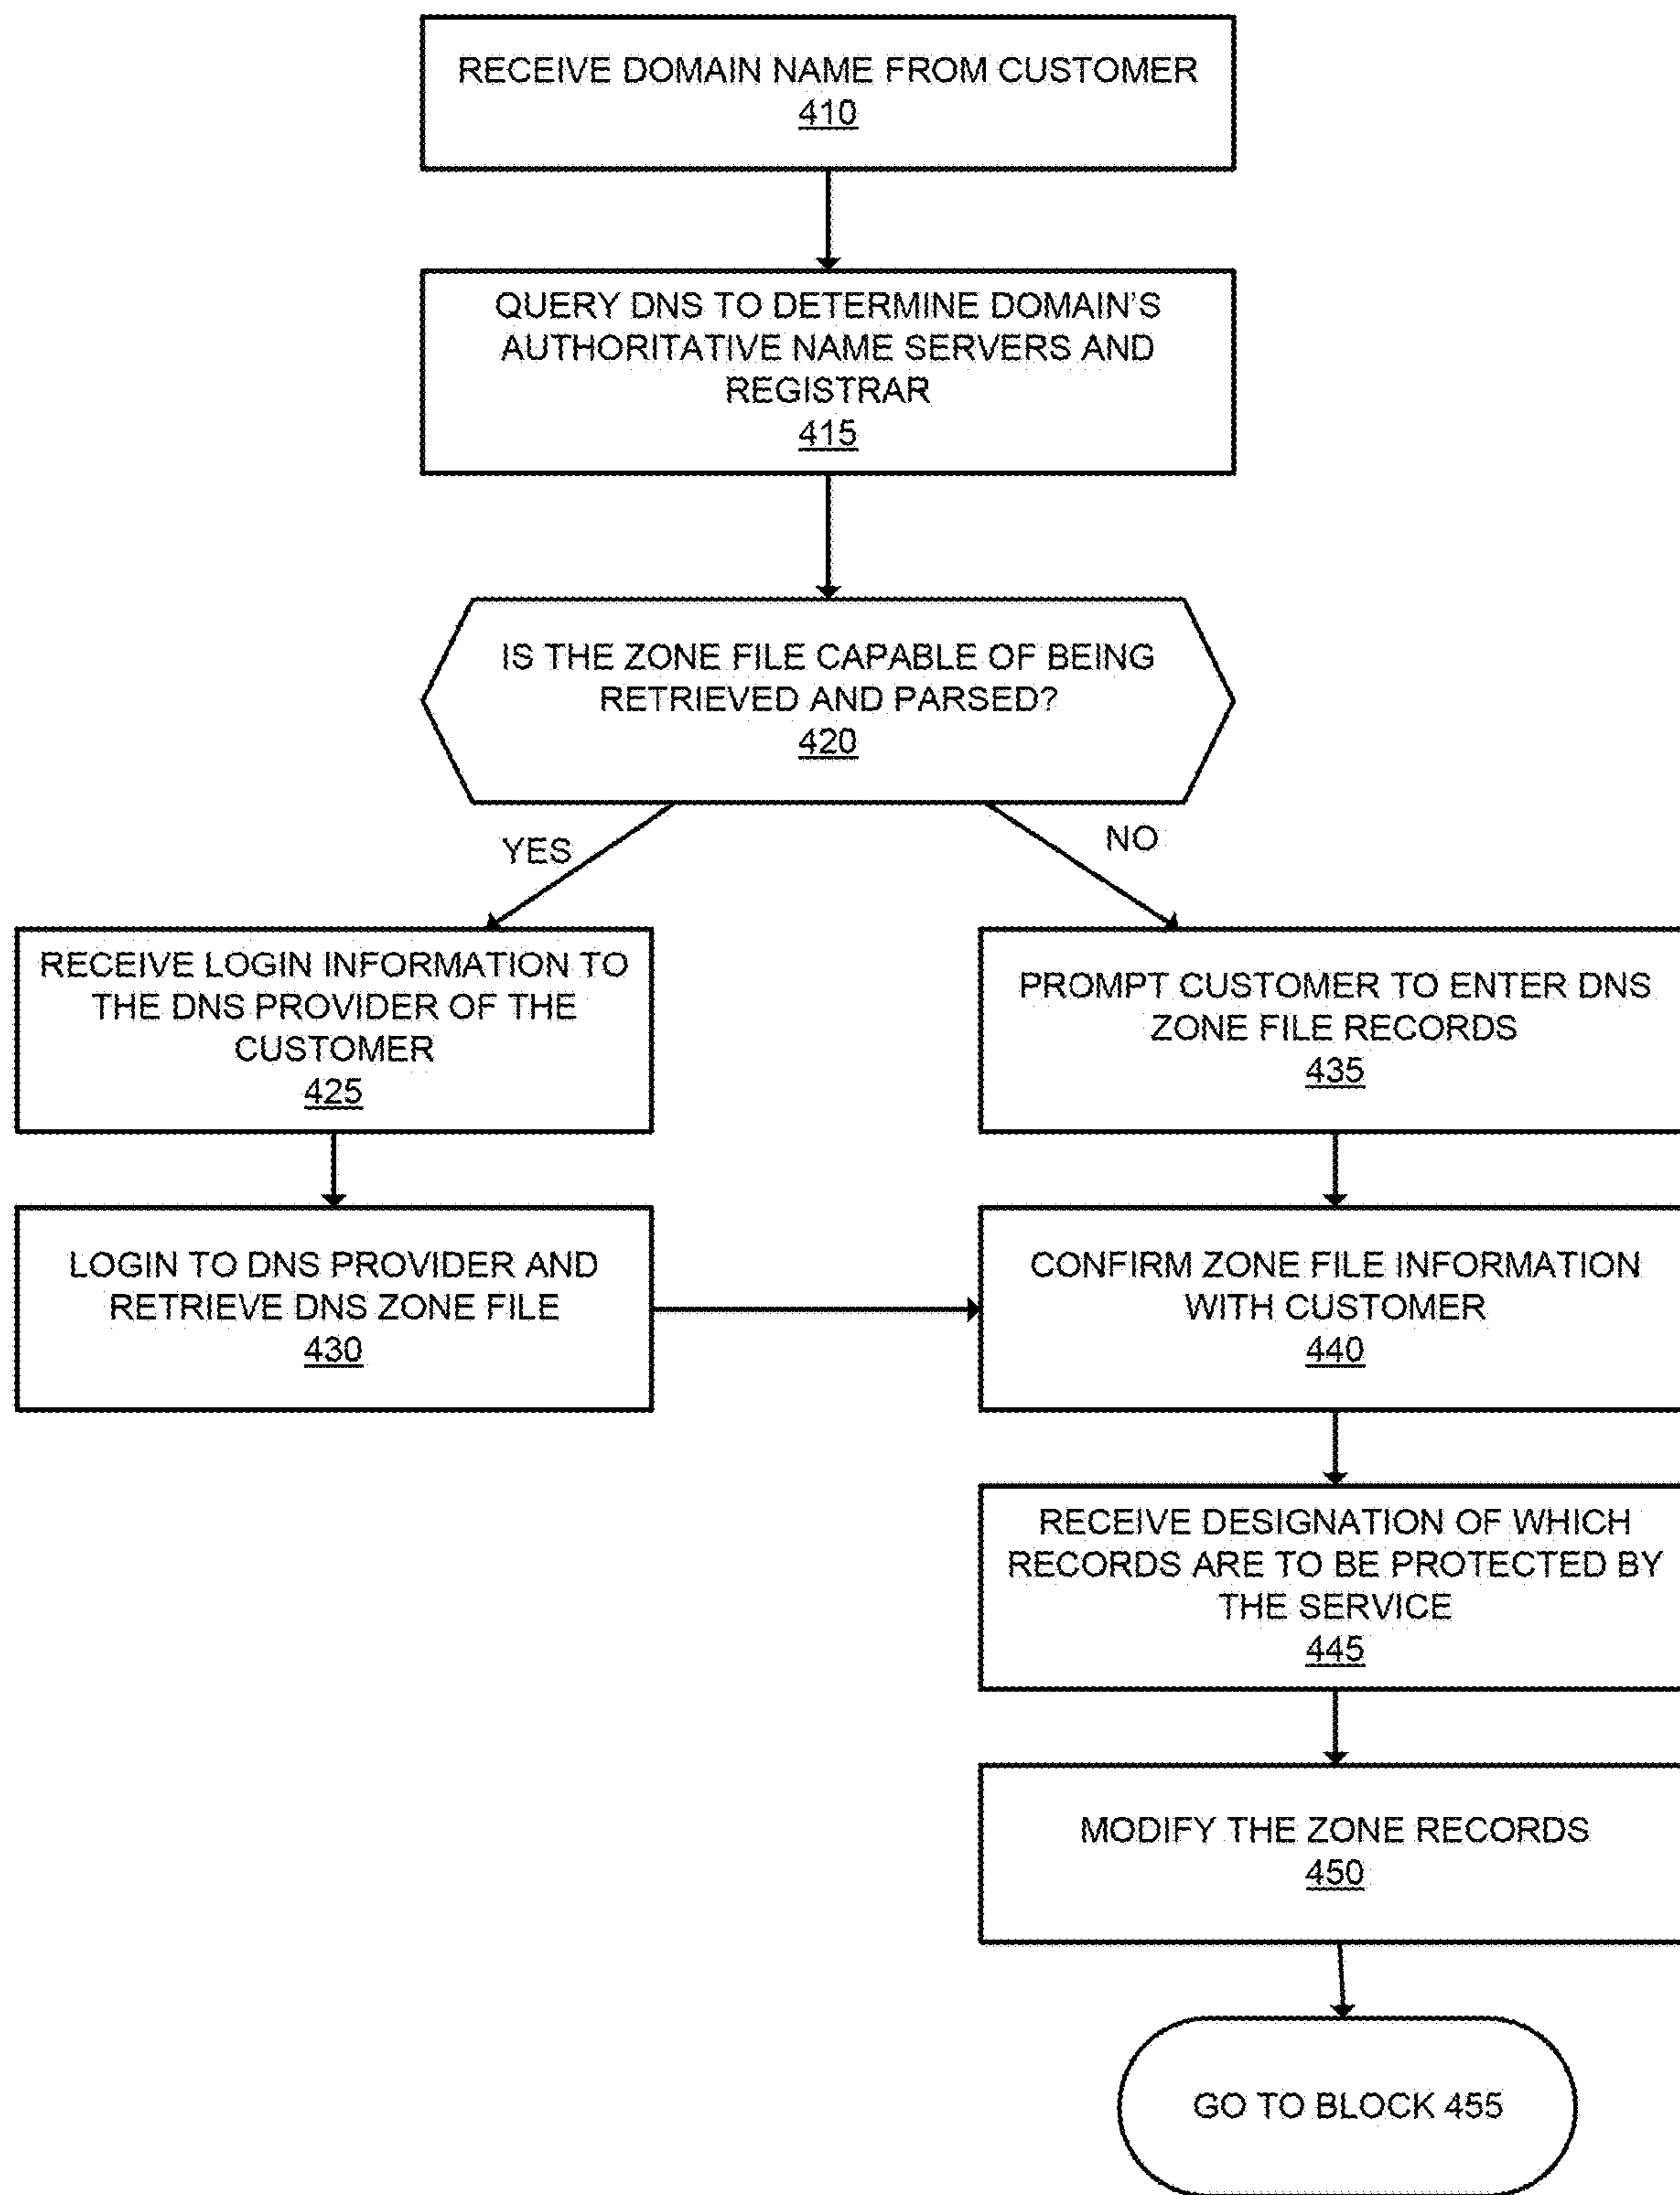 RECEIVE DOMAIN NAME FROM CUSTOMER
410
QUERY DNS TO DETERMINE DOMAIN'S
AUTHORITATIVE NAME SERVERS AND
REGISTRAR
415
IS THE ZONE FILE CAPABLE OF BEING
RETRIEVED AND PARSED?
420
YES
NO
RECEIVE LOGIN INFORMATION TO
THE DNS PROVIDER OF THE
CUSTOMER
425
PROMPT CUSTOMER TO ENTER DNS
ZONE FILE RECORDS
435
LOGIN TO DNS PROVIDER AND
RETRIEVE DNS ZONE FILE
430
CONFIRM ZONE FILE INFORMATION
WITH CUSTOMER
440
RECEIVE DESIGNATION OF WHICH
RECORDS ARE TO BE PROTECTED BY
THE SERVICE
445
MODIFY THE ZONE RECORDS
450
GO TO BLOCK 455